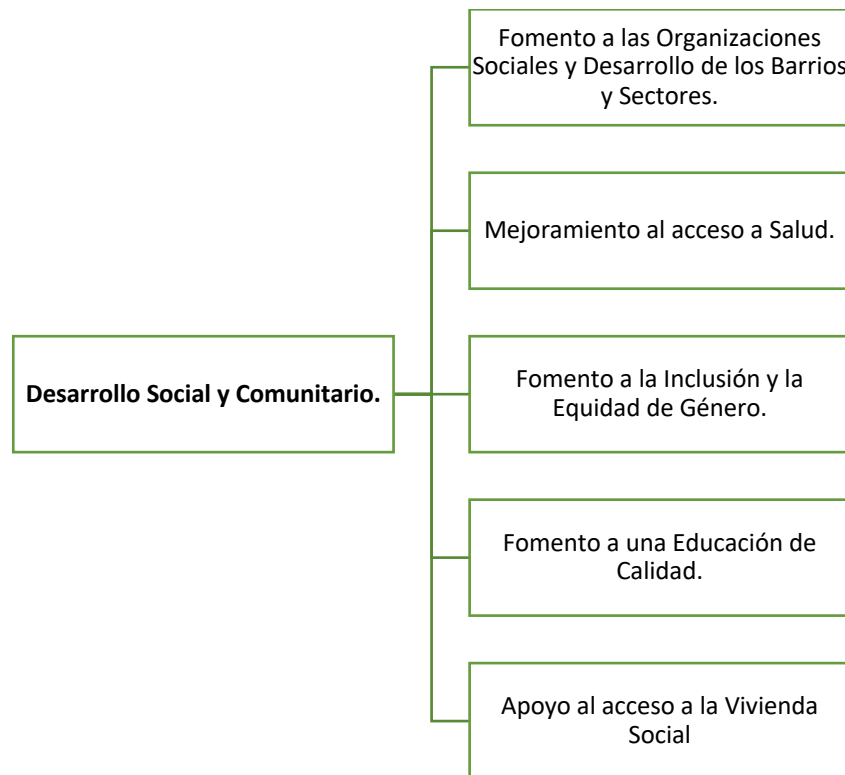 Fomento a las Organizaciones
Sociales y Desarrollo de los Barrios
y Sectores.
Mejoramiento al acceso a Salud.
Desarrollo Social y Comunitario.
Fomento a la Inclusión y la
Equidad de Género.
Fomento a una Educación de
Calidad.
Apoyo al acceso a la Vivienda
Social